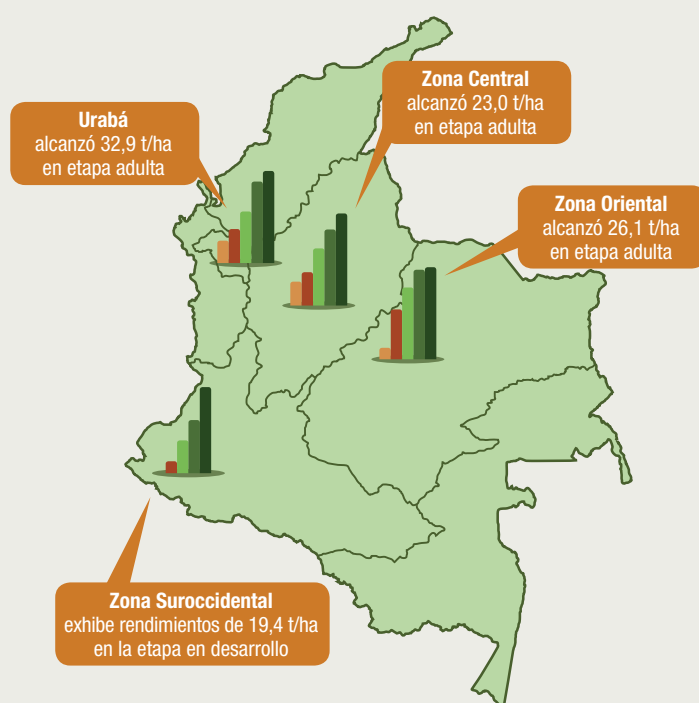 Zona Central
alcanzó 23,0 t/ha
en etapa adulta
Urabá
alcanzó 32,9 t/ha
en etapa adulta
Zona Oriental
alcanzó 26,1 t/ha
en etapa adulta
Zona Suroccidental
exhibe rendimientos de 19,4 t/ha
en la etapa en desarrollo